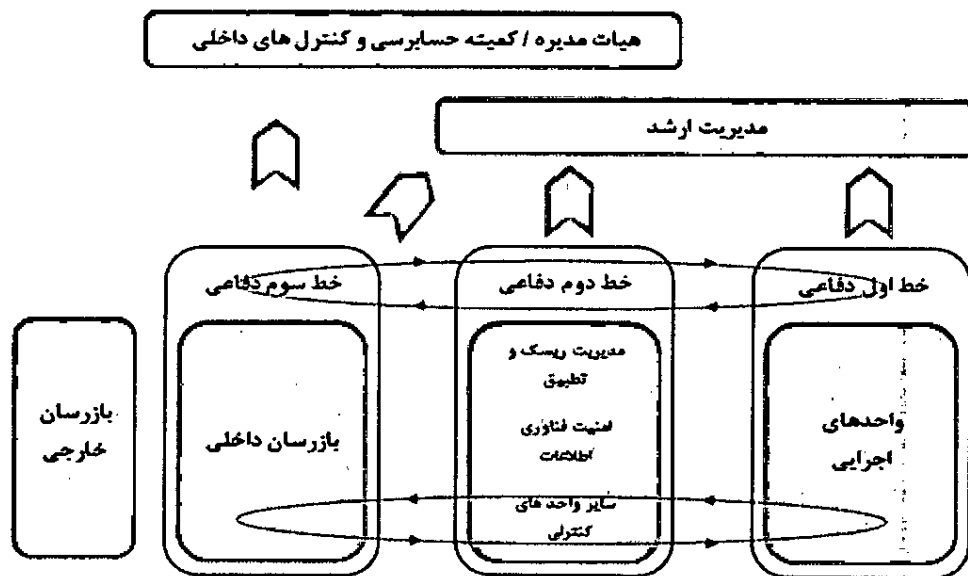 هیات مدیره / کمیته حسابرسی و کنترل های داخلی
مدیریت ارشد
خط اول دفاعی
خط دوم دفاعی
خط سوم دفاعی
واحدهای
اجرایی
مدیریت ریسک و
تطبیق
امنیت فناوری
اطلاعات
سایر واحد های
کنترلی
بازرسان داخلی
بازرسان
خارجی